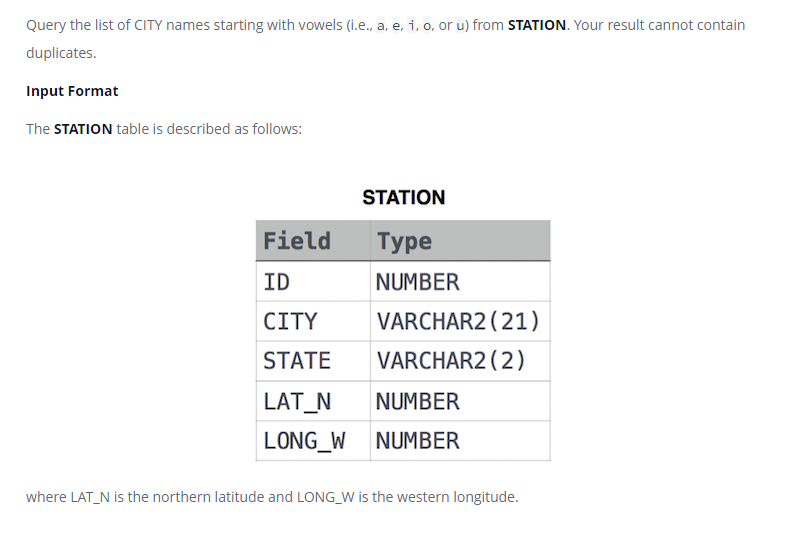 Query the list of CITY names starting with vowels (i.e., a, e, i, o, or u) from STATION. Your result cannot contain
duplicates.
Input Format
The STATION table is described as follows:
STATION
Field Type
ID NUMBER
CITY VARCHAR2(21)
STATE VARCHAR2(2)
LAT_N NUMBER
LONG_W NUMBER
where LAT_N is the northern latitude and LONG_W is the western longitude.